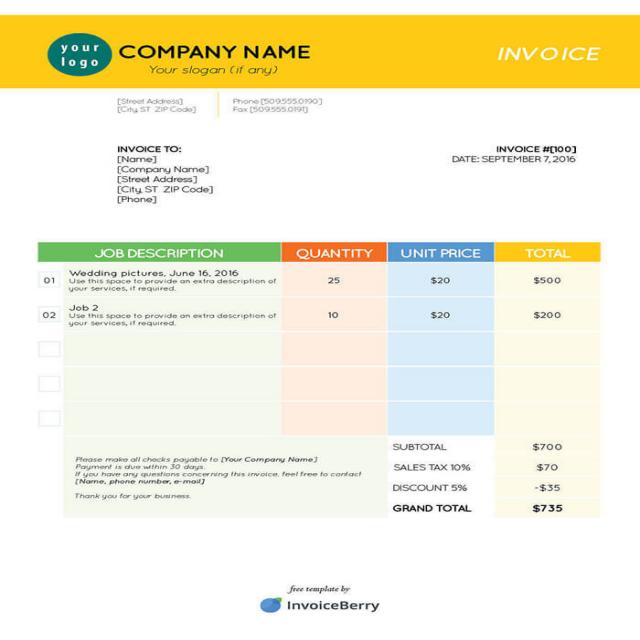 your
logo
COMPANY NAME
Your slogan (if any)
INVOICE
[Street Address]
[City, ST ZIP Code]
Phone [509.555.0190]
Fax [509.555.0191]
INVOICE TO:
[Name]
[Company Name]
[Street Address]
[City, ST ZIP Code]
[Phone]
INVOICE #[100]
DATE: SEPTEMBER 7, 2016
JOB DESCRIPTION QUANTITY UNIT PRICE TOTAL
01 Wedding pictures, June 16, 2016 25 $20 $500
Use this space to provide an extra description of
your services, if required.
02 Job 2 10 $20 $200
Use this space to provide an extra description of
your services, if required.
Please make all checks payable to [Your Company Name]
Payment is due within 30 days.
If you have any questions concerning this invoice, feel free to contact
[Name, phone number, e-mail]
Thank you for your business.
SUBTOTAL $700
SALES TAX 10% $70
DISCOUNT 5% -$35
GRAND TOTAL $735
free template by
InvoiceBerry